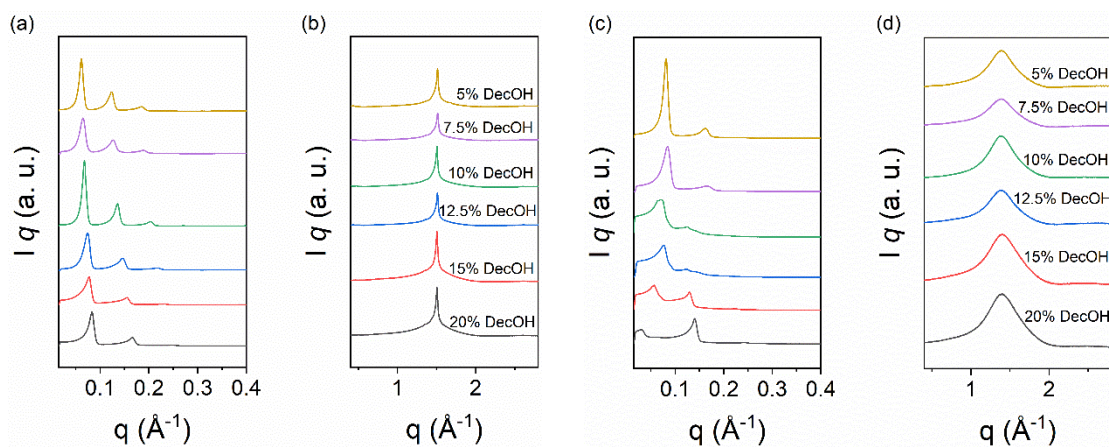 (a)
I q (a. u.)
0.1 0.2 0.3 0.4
q (Å-1)
(b)
I q (a. u.)
5% DecOH
7.5% DecOH
10% DecOH
12.5% DecOH
15% DecOH
20% DecOH
1 2
q (Å-1)
(c)
I q (a. u.)
0.1 0.2 0.3 0.4
q (Å-1)
(d)
I q (a. u.)
5% DecOH
7.5% DecOH
10% DecOH
12.5% DecOH
15% DecOH
20% DecOH
1 2
q (Å-1)